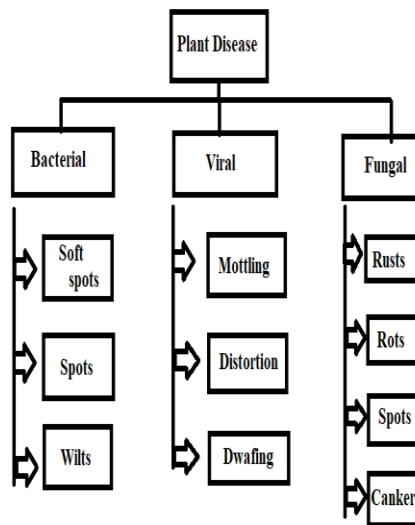 Plant Disease
Bacterial
Viral
Fungal
Soft
spots
Spots
Wilts
Mottling
Distortion
Dwafing
Rusts
Rots
Spots
Canker